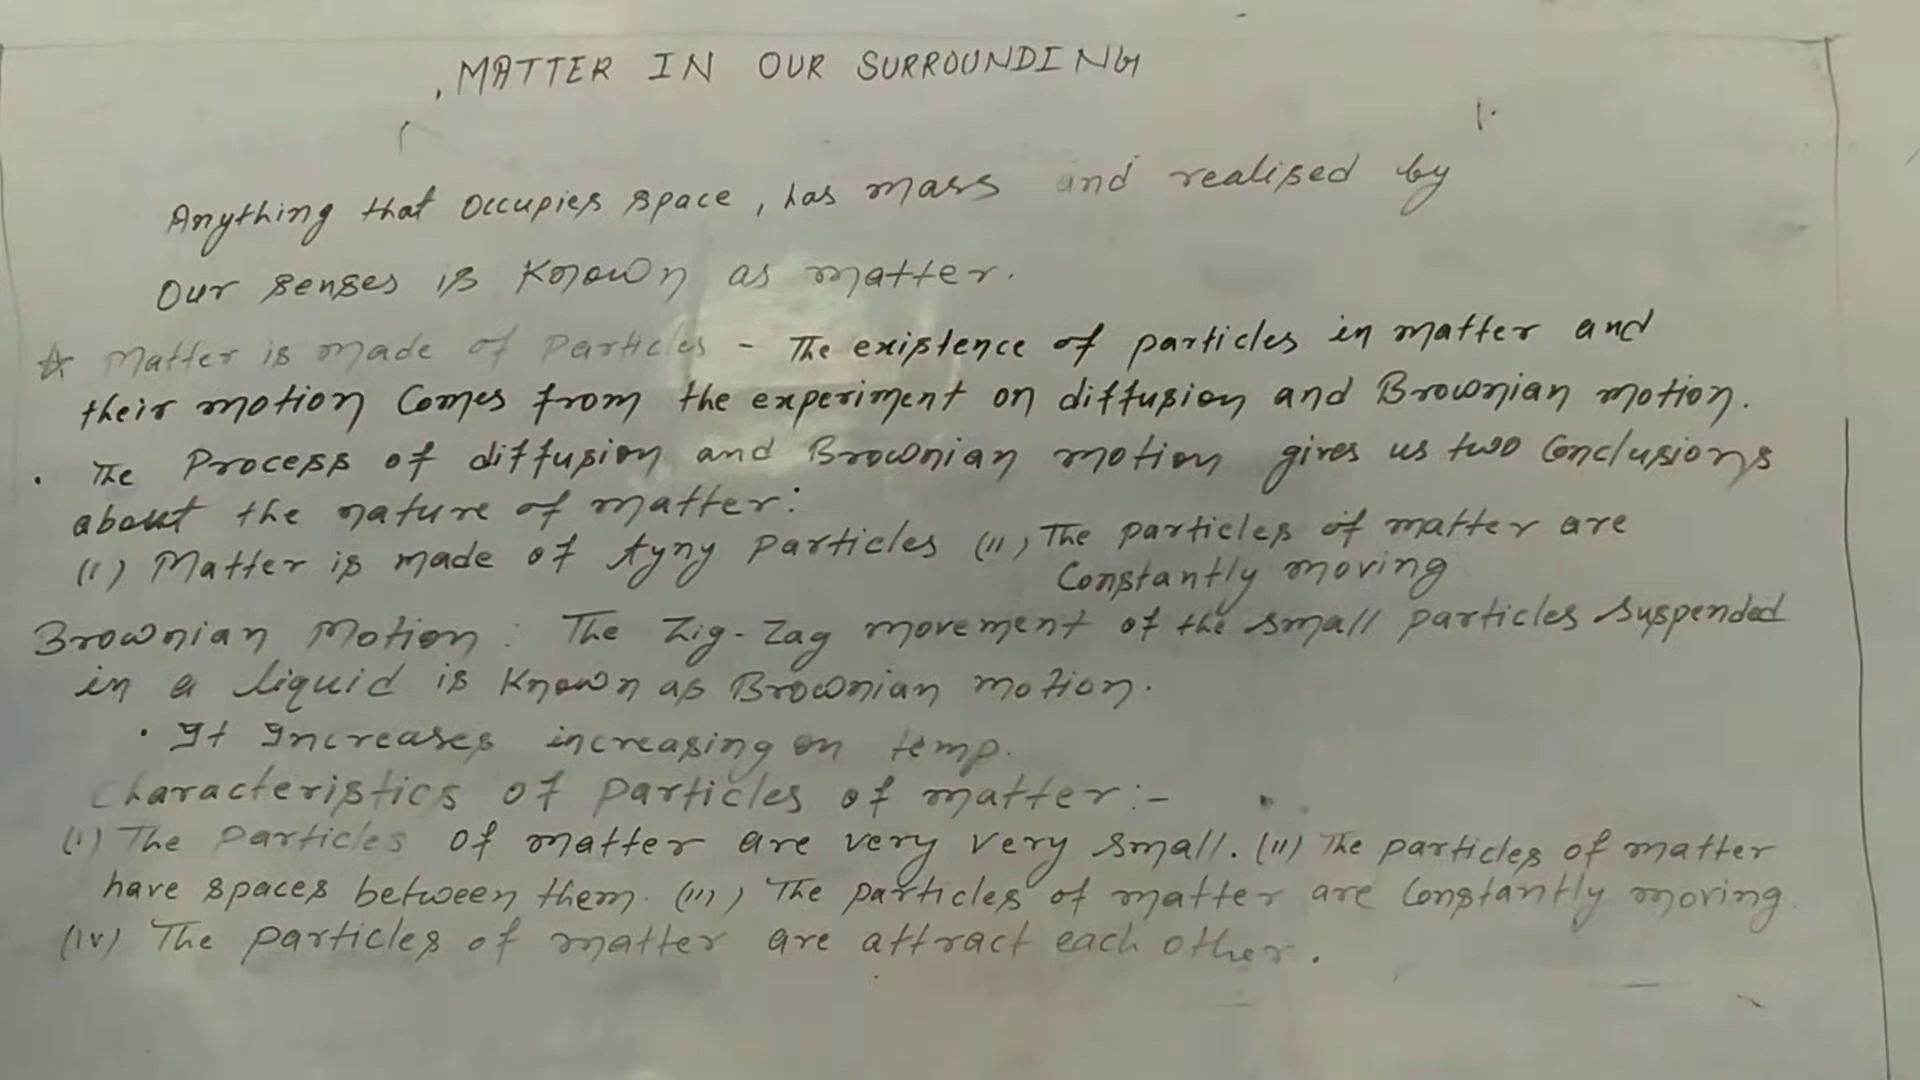 MATTER IN OUR SURROUNDING
1.
Anything that occupies space, has mass and realised by
our senses is known as matter.
☆ Matter is made of particles - The existence of particles in matter and
their motion comes from the experiment on diffusion and Brownian motion.
• The process of diffusion and Brownian motion gives us two conclusions
about the nature of matter:
(i) Matter is made of tyny particles (ii) The particles of matter are
constantly moving
Brownian Motion: The Zig-Zag movement of the small particles suspended
in a liquid is known as Brownian motion.
• It Increases increasing on temp.
Characteristics of particles of matter:-
(i) The particles of matter are very very small. (ii) The particles of matter
have spaces between them. (iii) The particles of matter are constantly moving
(iv) The particles of matter are attract each other.